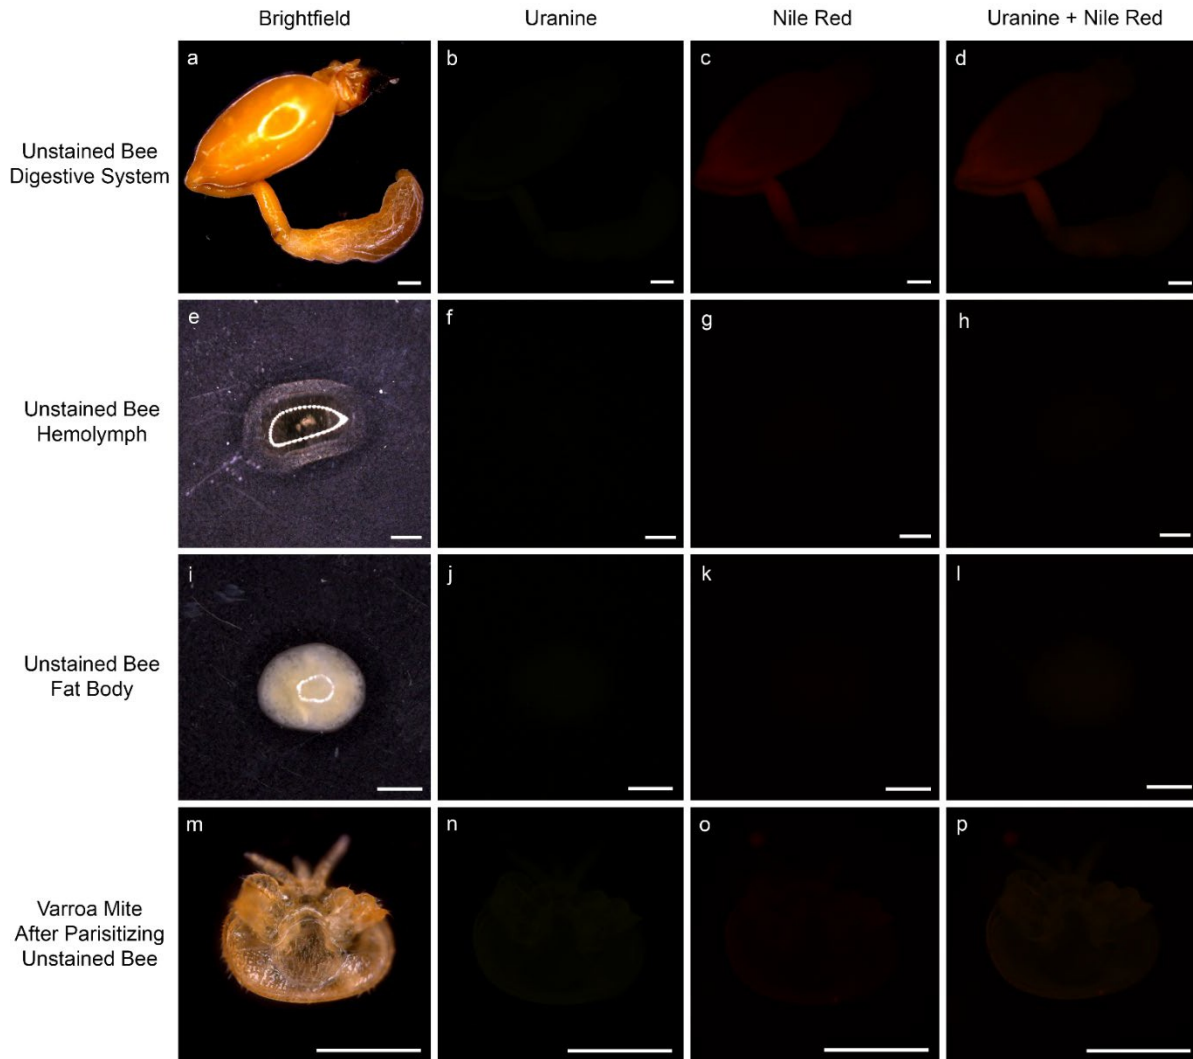 Brightfield
Uranine
Nile Red
Uranine + Nile Red
Unstained Bee
Digestive System
a
b
c
d
Unstained Bee
Hemolymph
e
f
g
h
Unstained Bee
Fat Body
i
j
k
l
Varroa Mite
After Parisitizing
Unstained Bee
m
n
o
p